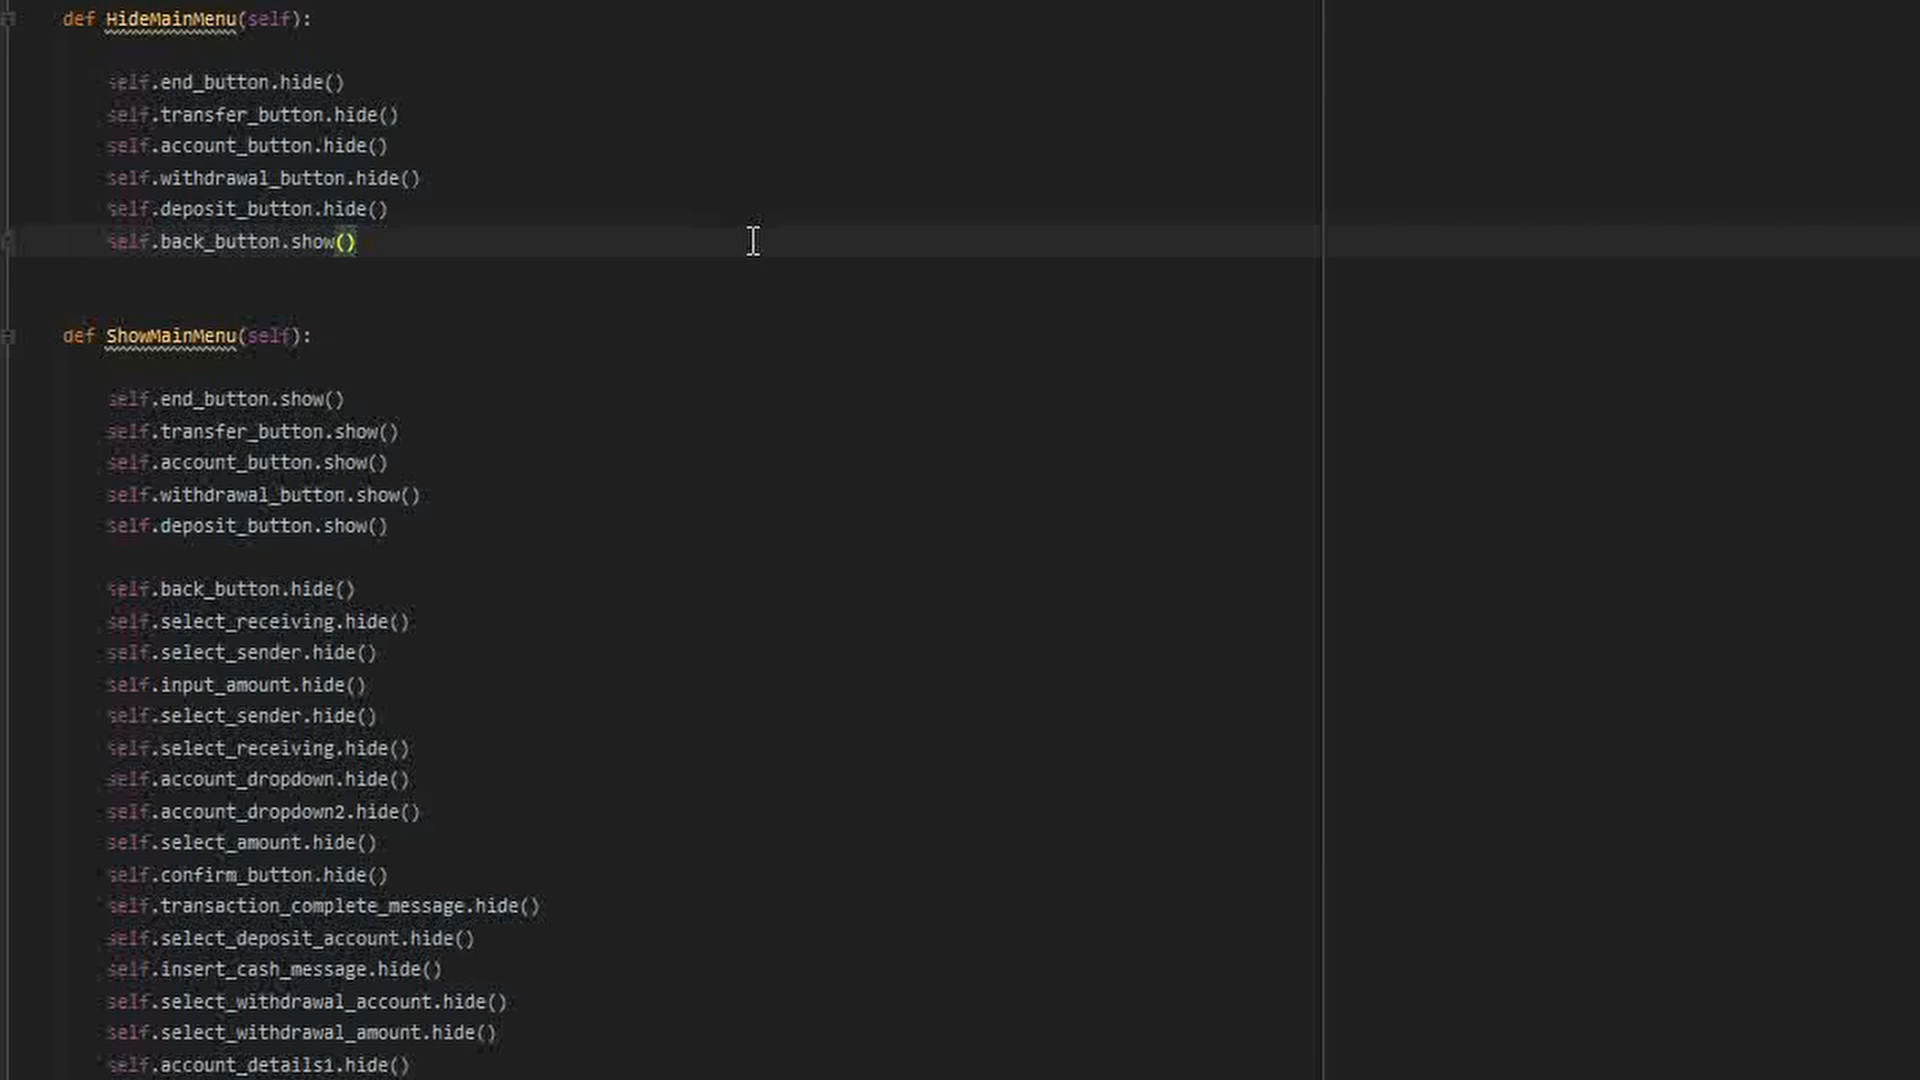 def HideMainMenu(self):
self.end_button.hide()
self.transfer_button.hide()
self.account_button.hide()
self.withdrawal_button.hide()
self.deposit_button.hide()
self.back_button.show()
def ShowMainMenu(self):
self.end_button.show()
self.transfer_button.show()
self.account_button.show()
self.withdrawal_button.show()
self.deposit_button.show()
self.back_button.hide()
self.select_receiving.hide()
self.select_sender.hide()
self.input_amount.hide()
self.select_sender.hide()
self.select_receiving.hide()
self.account_dropdown.hide()
self.account_dropdown2.hide()
self.select_amount.hide()
self.confirm_button.hide()
self.transaction_complete_message.hide()
self.select_deposit_account.hide()
self.insert_cash_message.hide()
self.select_withdrawal_account.hide()
self.select_withdrawal_amount.hide()
self.account_details1.hide()